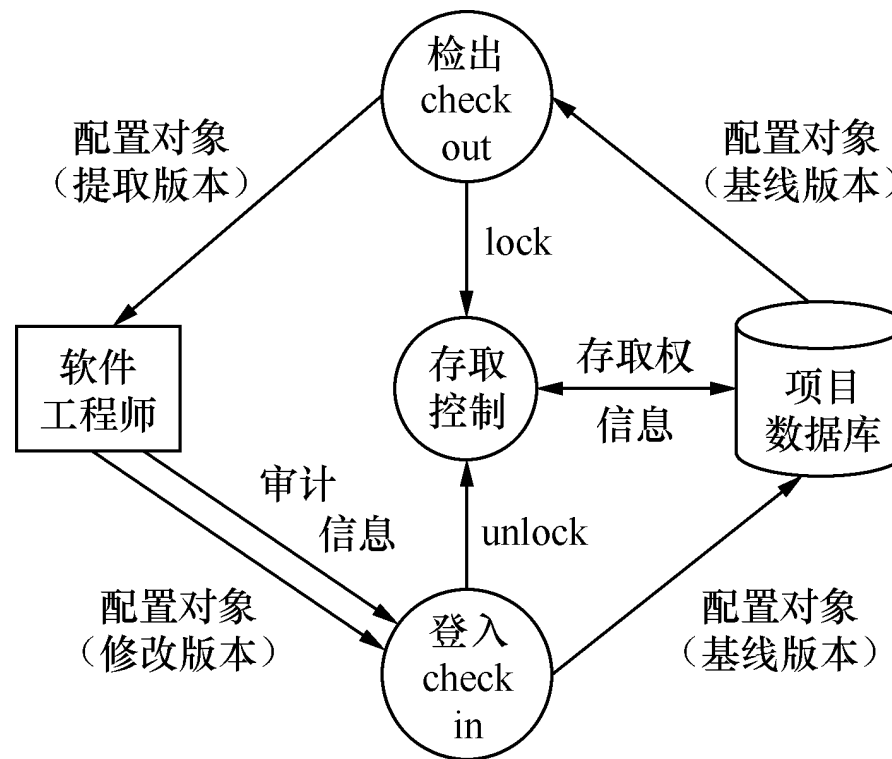 检出
check
out
配置对象
（提取版本）
配置对象
（基线版本）
lock
软件
工程师
存取
控制
存取权
信息
项目
数据库
审计
信息
unlock
配置对象
（修改版本）
登入
check
in
配置对象
（基线版本）